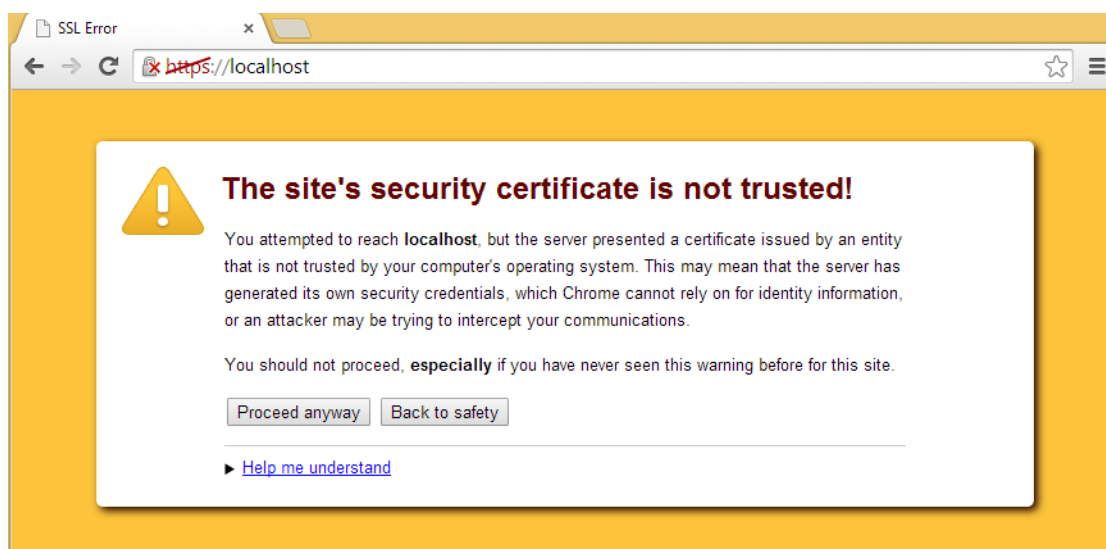 SSL Error
https://localhost
The site's security certificate is not trusted!
You attempted to reach localhost, but the server presented a certificate issued by an entity
that is not trusted by your computer's operating system. This may mean that the server has
generated its own security credentials, which Chrome cannot rely on for identity information,
or an attacker may be trying to intercept your communications.
You should not proceed, especially if you have never seen this warning before for this site.
Proceed anyway Back to safety
Help me understand